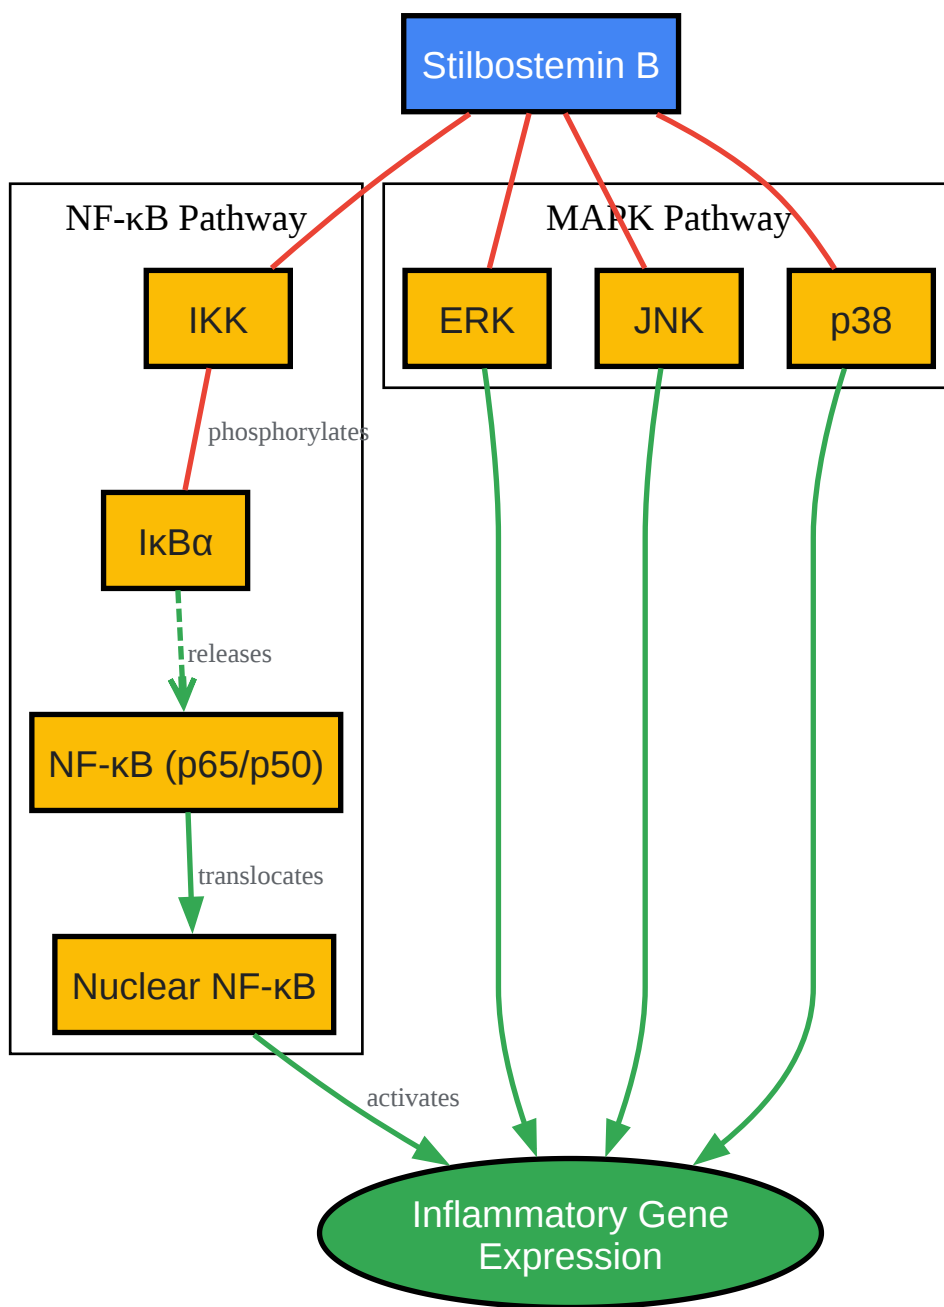 Stilbostemin B
NF-κB Pathway
MAPK Pathway
IKK
ERK
JNK
p38
phosphorylates
IκBα
releases
NF-κB (p65/p50)
translocates
Nuclear NF-κB
activates
Inflammatory Gene
Expression